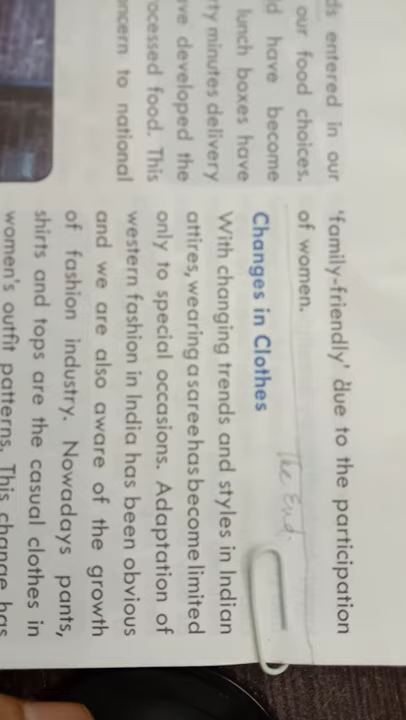 ds entered in our
our food choices.
d have become
lunch boxes have
rty minutes delivery
ve developed the
ocessed food. This
ncern to national
'family-friendly' due to the participation
of women.
The End.
Changes in Clothes
With changing trends and styles in Indian
attires, wearing a saree has become limited
only to special occasions. Adaptation of
western fashion in India has been obvious
and we are also aware of the growth
of fashion industry. Nowadays pants,
shirts and tops are the casual clothes in
women's outfit patterns. This change has